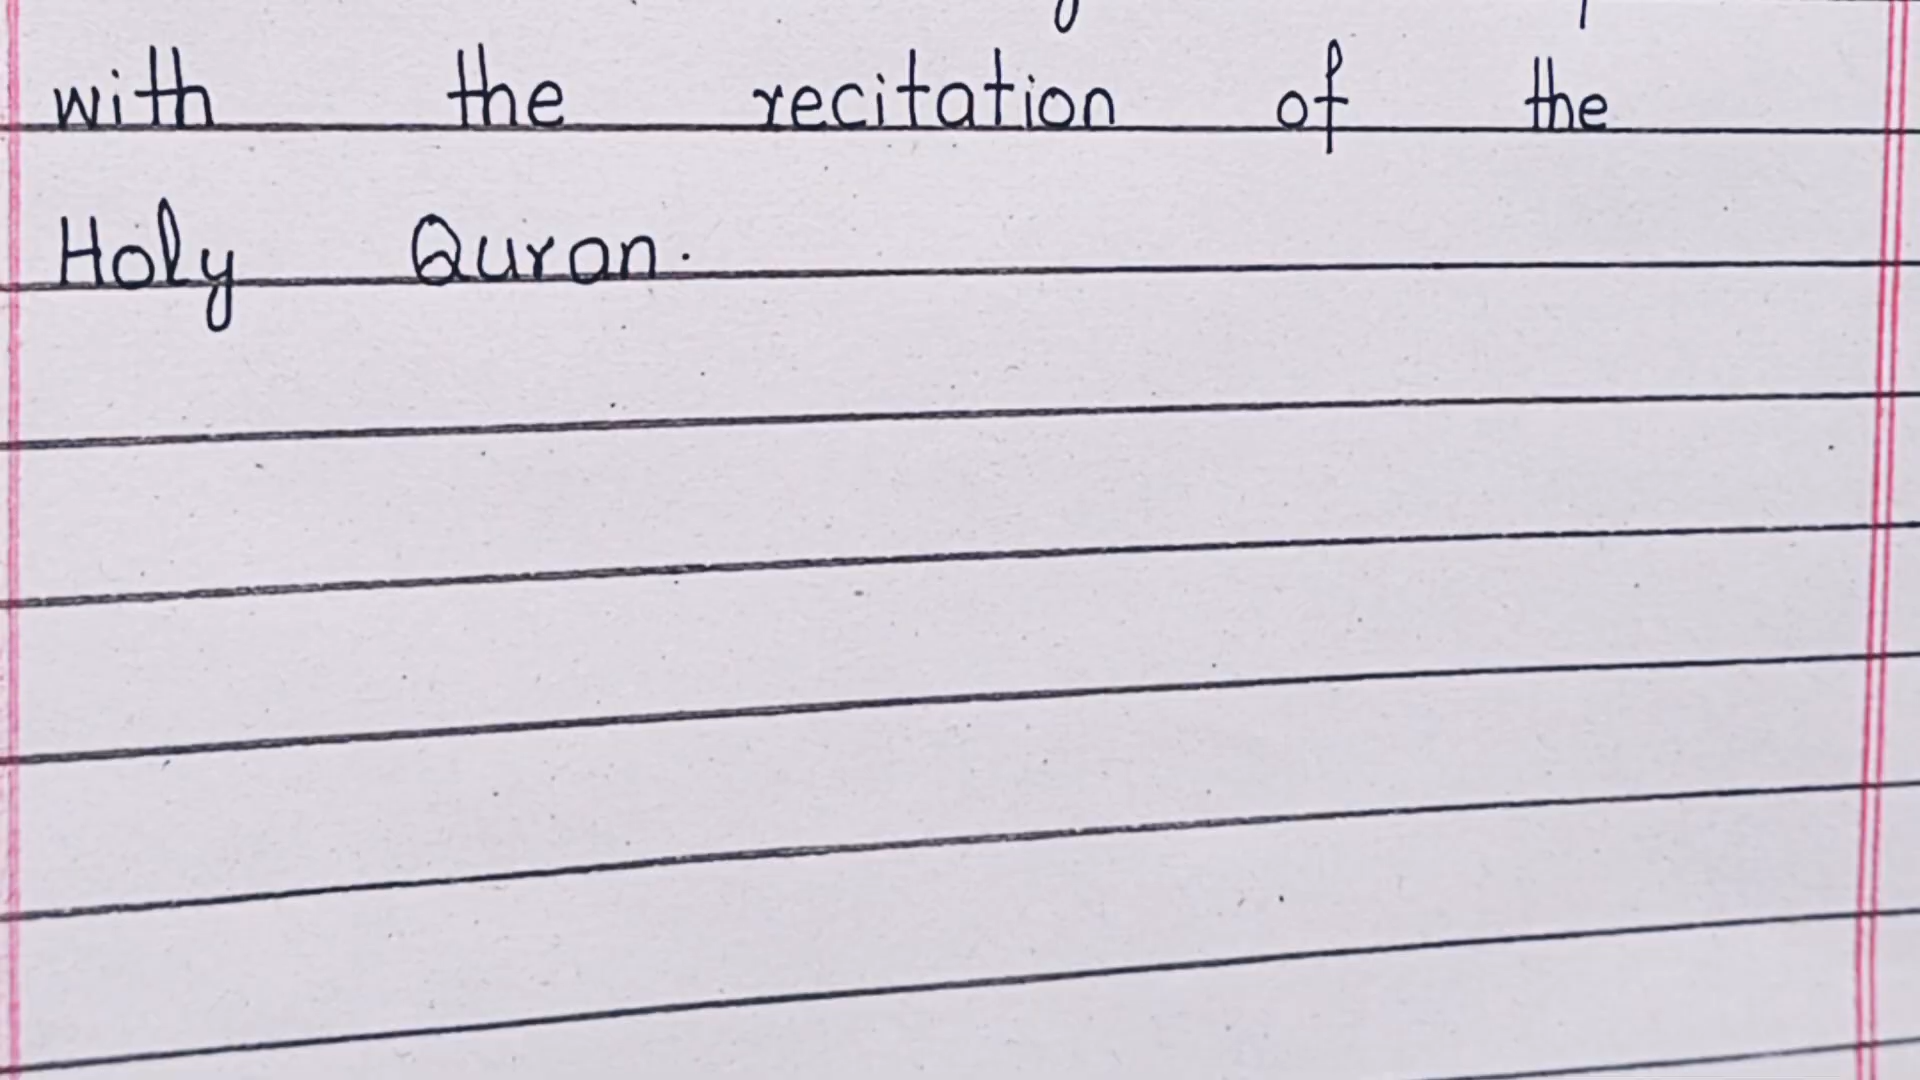 with the recitation of the
Holy Quran.